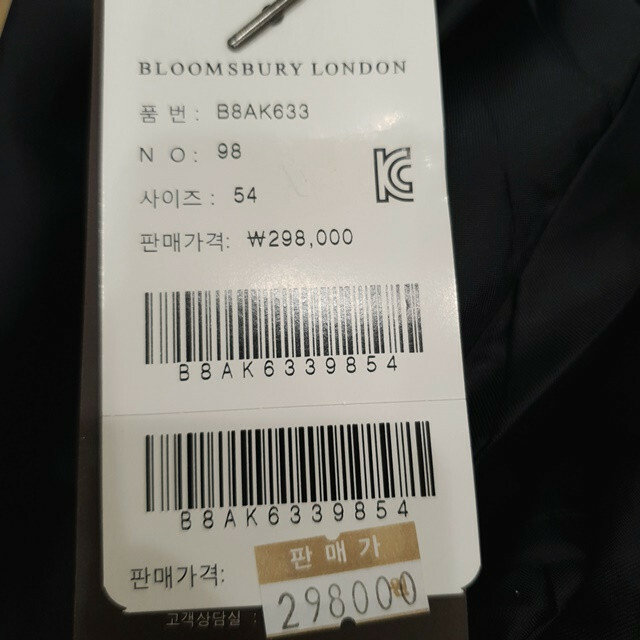 BLOOMSBURY LONDON
품 번 : B8AK633
N O : 98
사이즈 : 54
판매가격: ₩298,000
B8AK6339854
B8AK6339854
판매가
판매가격: 298000
고객상담실 :